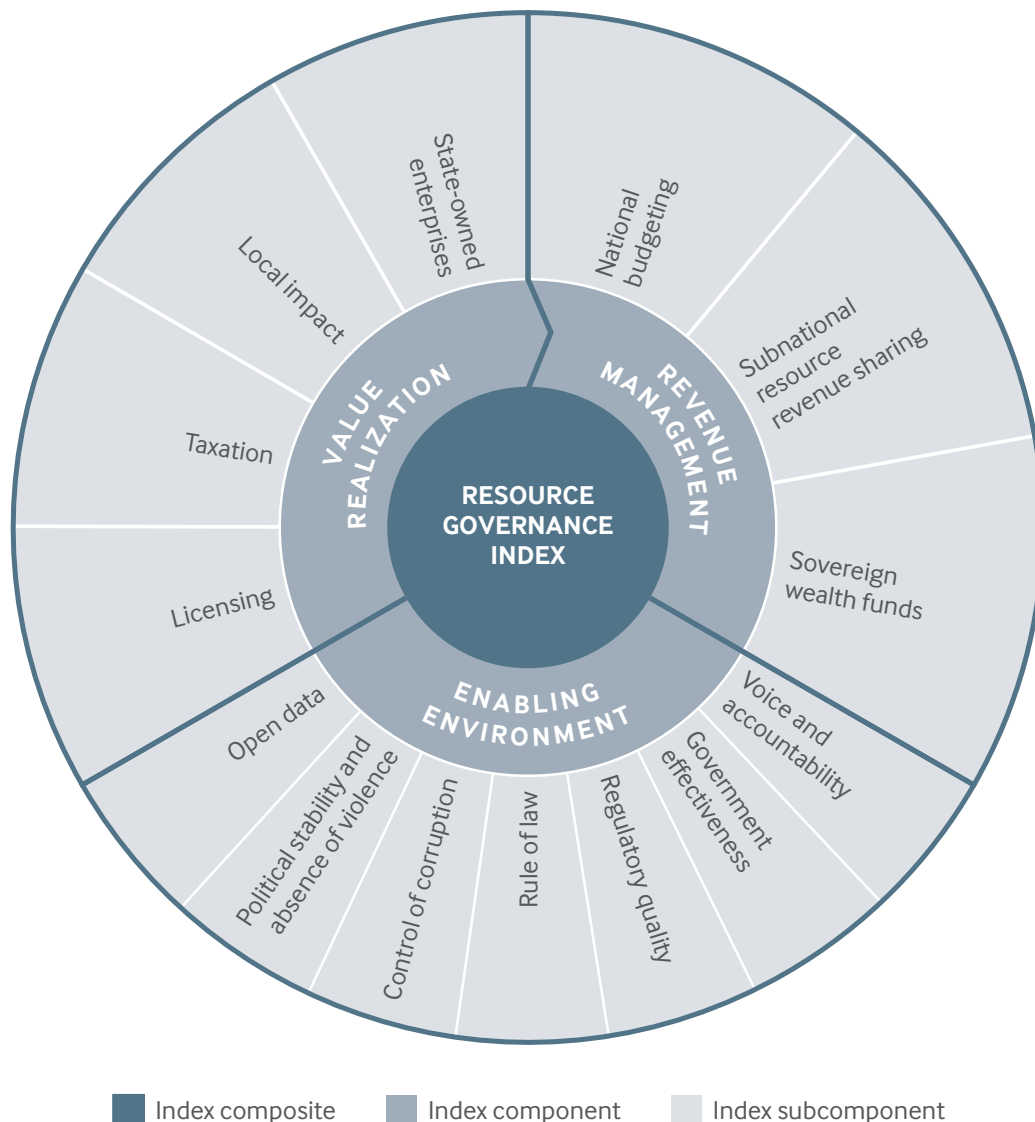 RESOURCE
GOVERNANCE
INDEX
VALUE
REALIZATION
State-owned
enterprises
Local impact
Taxation
Licensing
REVENUE
MANAGEMENT
National
budgeting
Subnational
resource
revenue sharing
Sovereign
wealth funds
ENABLING
ENVIRONMENT
Voice and
accountability
Government
effectiveness
Regulatory quality
Rule of law
Control of corruption
Political stability and
absence of violence
Open data
Index composite
Index component
Index subcomponent